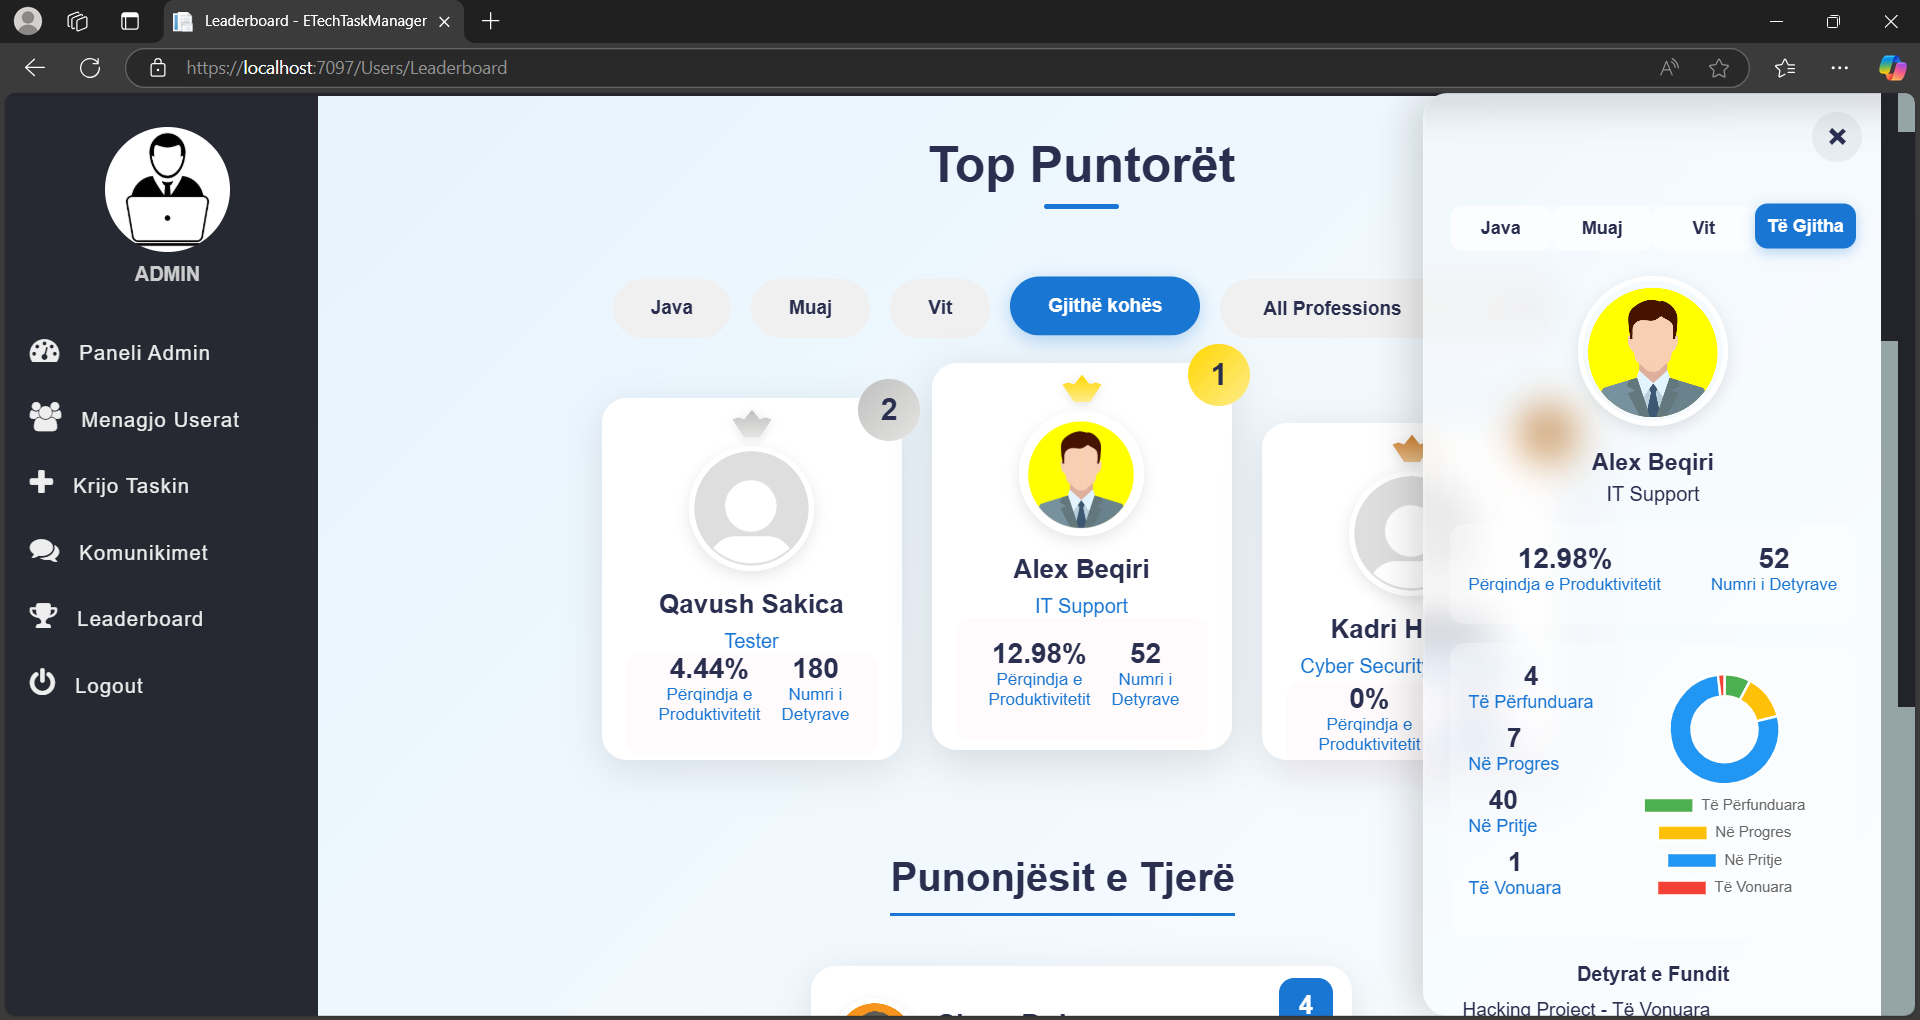 Leaderboard - ETechTaskManager
https://localhost:7097/Users/Leaderboard
ADMIN
Paneli Admin
Menagjo Userat
Krijo Taskin
Komunikimet
Leaderboard
Logout
Top Puntorët
Java
Muaj
Vit
Gjithë kohës
All Professions
2
Qavush Sakica
Tester
4.44%
Përqindja e
Produktivitetit
180
Numri i
Detyrave
1
Alex Beqiri
IT Support
12.98%
Përqindja e
Produktivitetit
52
Numri i
Detyrave
Kadri H
Cyber Security
0%
Përqindja e
Produktivitetit
Punonjësit e Tjerë
4
Java
Muaj
Vit
Të Gjitha
Alex Beqiri
IT Support
12.98%
Përqindja e Produktivitetit
52
Numri i Detyrave
4
Të Përfunduara
7
Në Progres
40
Në Pritje
1
Të Vonuara
Të Përfunduara
Në Progres
Në Pritje
Të Vonuara
Detyrat e Fundit
Hacking Project - Të Vonuara